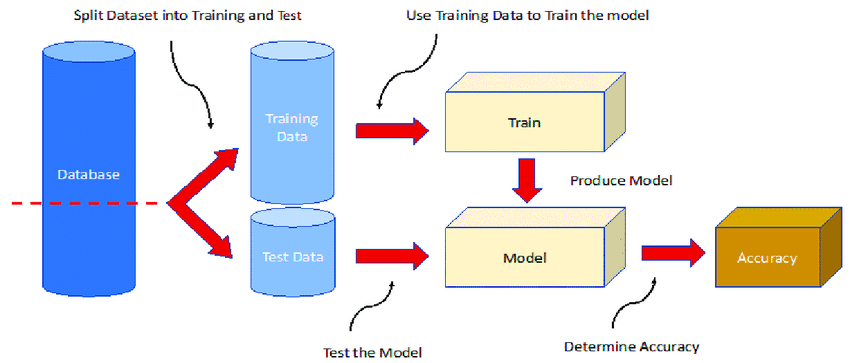 Split Dataset into Training and Test
Use Training Data to Train the model
Training
Data
Train
Database
Produce Model
Test Data
Model
Accuracy
Test the Model
Determine Accuracy